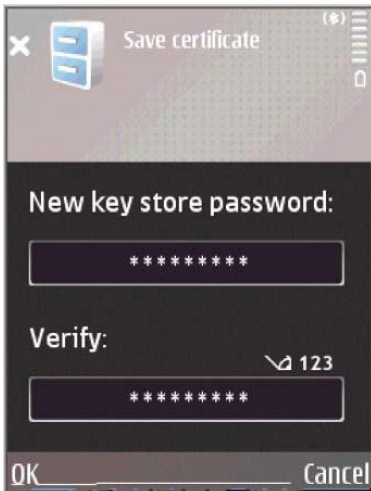 Save certificate
New key store password:
*********
Verify:
123
*********
OK Cancel